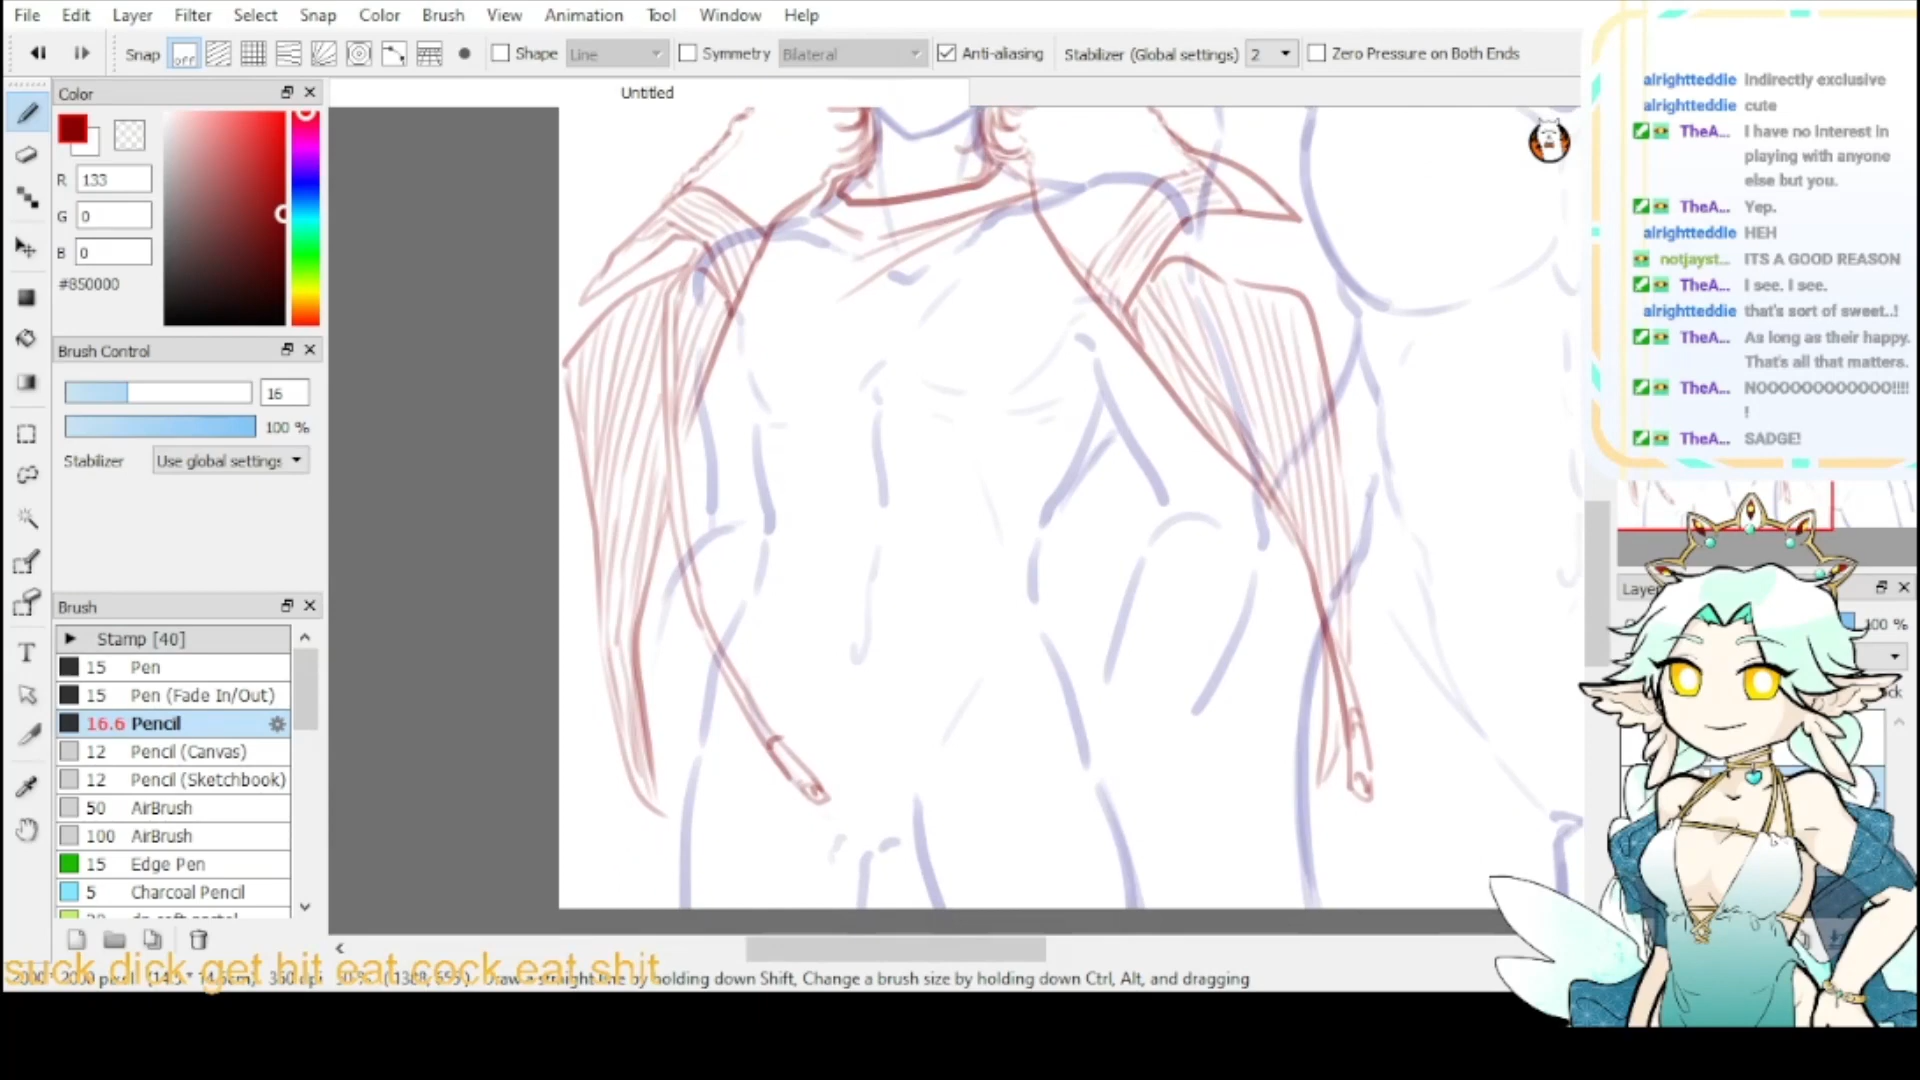 File Edit Layer Filter Select Snap Color Brush View Animation Tool Window Help
Snap off Shape Line Symmetry Bilateral Anti-aliasing Stabilizer (Global settings) 2 Zero Pressure on Both Ends
Color
Untitled
R 133
G 0
B 0
#850000
Brush Control
16
100 %
Stabilizer Use global settings
Brush
Stamp [40]
15 Pen
15 Pen (Fade In/Out)
16.6 Pencil
12 Pencil (Canvas)
12 Pencil (Sketchbook)
50 AirBrush
100 AirBrush
15 Edge Pen
5 Charcoal Pencil
T
alrightteddie Indirectly exclusive
alrightteddie cute
TheA... I have no interest in
playing with anyone
else but you.
TheA... Yep.
alrightteddie HEH
notjayst... ITS A GOOD REASON
TheA... I see. I see.
alrightteddie that's sort of sweet..!
TheA... As long as their happy.
That's all that matters.
TheA... NOOOOOOOOOOOO!!!!
!
TheA... SADGE!
Laye
100 %
suck dick get hit eat cock eat shit
holding down Shift, Change a brush size by holding down Ctrl, Alt, and dragging